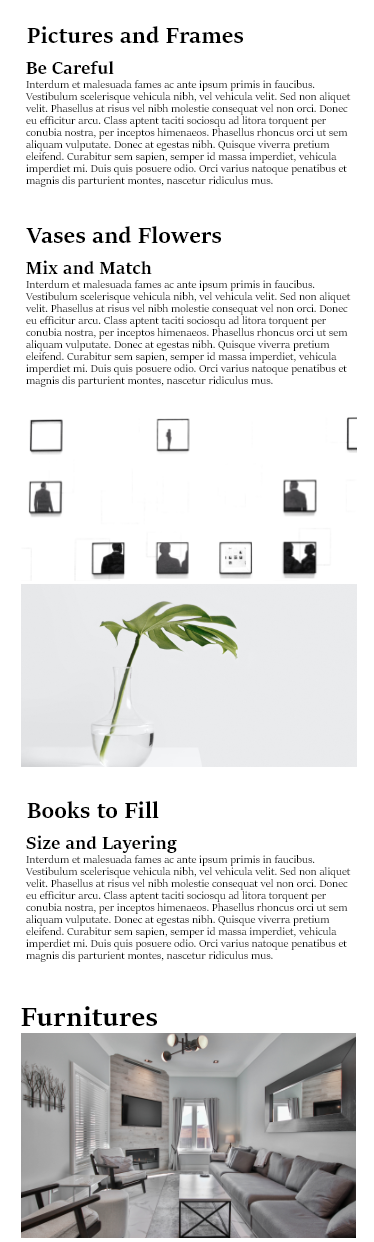 Pictures and Frames
Be Careful
Interdum et malesuada fames ac ante ipsum primis in faucibus.
Vestibulum scelerisque vehicula nibh, vel vehicula velit. Sed non aliquet
velit. Phasellus at risus vel nibh molestie consequat vel non orci. Donec
eu efficitur arcu. Class aptent taciti sociosqu ad litora torquent per
conubia nostra, per inceptos himenaeos. Phasellus rhoncus orci ut sem
aliquam vulputate. Donec at egestas nibh. Quisque viverra pretium
eleifend. Curabitur sem sapien, semper id massa imperdiet, vehicula
imperdiet mi. Duis quis posuere odio. Orci varius natoque penatibus et
magnis dis parturient montes, nascetur ridiculus mus.
Vases and Flowers
Mix and Match
Interdum et malesuada fames ac ante ipsum primis in faucibus.
Vestibulum scelerisque vehicula nibh, vel vehicula velit. Sed non aliquet
velit. Phasellus at risus vel nibh molestie consequat vel non orci. Donec
eu efficitur arcu. Class aptent taciti sociosqu ad litora torquent per
conubia nostra, per inceptos himenaeos. Phasellus rhoncus orci ut sem
aliquam vulputate. Donec at egestas nibh. Quisque viverra pretium
eleifend. Curabitur sem sapien, semper id massa imperdiet, vehicula
imperdiet mi. Duis quis posuere odio. Orci varius natoque penatibus et
magnis dis parturient montes, nascetur ridiculus mus.
Books to Fill
Size and Layering
Interdum et malesuada fames ac ante ipsum primis in faucibus.
Vestibulum scelerisque vehicula nibh, vel vehicula velit. Sed non aliquet
velit. Phasellus at risus vel nibh molestie consequat vel non orci. Donec
eu efficitur arcu. Class aptent taciti sociosqu ad litora torquent per
conubia nostra, per inceptos himenaeos. Phasellus rhoncus orci ut sem
aliquam vulputate. Donec at egestas nibh. Quisque viverra pretium
eleifend. Curabitur sem sapien, semper id massa imperdiet, vehicula
imperdiet mi. Duis quis posuere odio. Orci varius natoque penatibus et
magnis dis parturient montes, nascetur ridiculus mus.
Furnitures